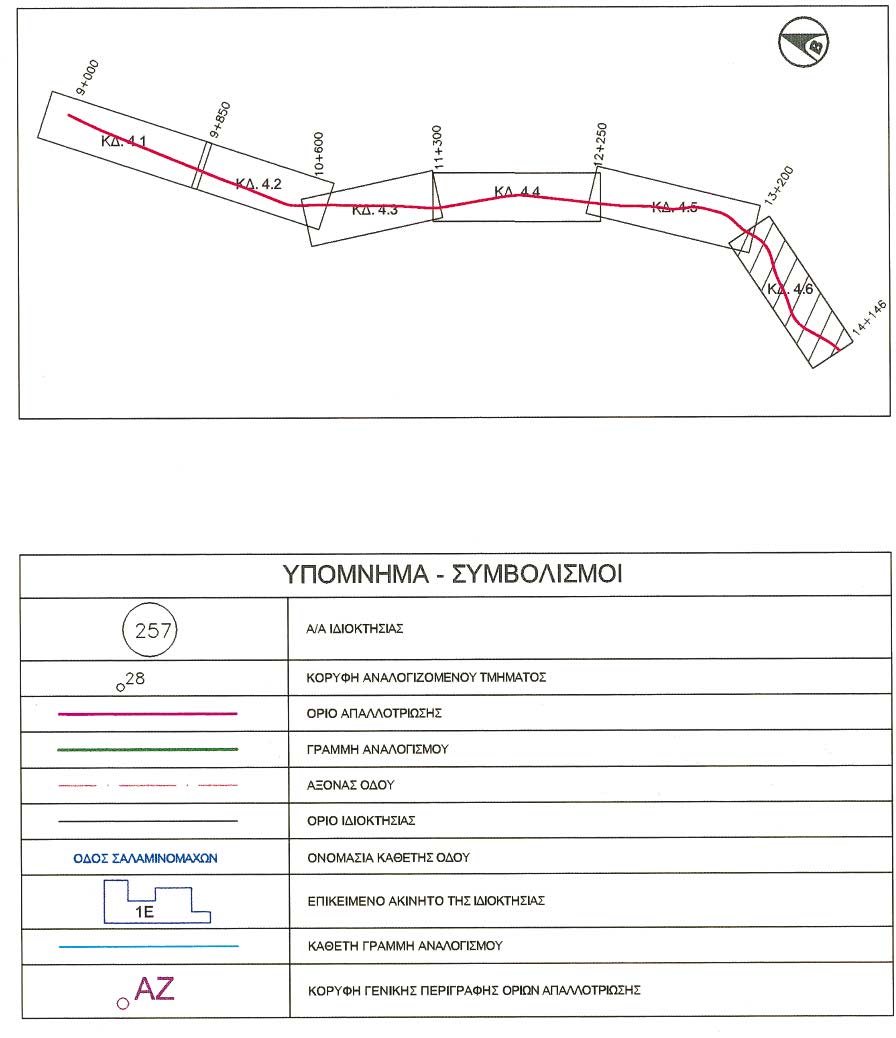 B
9+000
9+850
10+600
11+300
12+250
13+200
14+146
ΚΔ. 4.1
ΚΔ. 4.2
ΚΔ. 4.3
ΚΔ. 4.4
ΚΔ. 4.5
ΚΔ. 4.6
ΥΠΟΜΝΗΜΑ - ΣΥΜΒΟΛΙΣΜΟΙ
257 Α/Α ΙΔΙΟΚΤΗΣΙΑΣ
28 ΚΟΡΥΦΗ ΑΝΑΛΟΓΙΖΟΜΕΝΟΥ ΤΜΗΜΑΤΟΣ
ΟΡΙΟ ΑΠΑΛΛΟΤΡΙΩΣΗΣ
ΓΡΑΜΜΗ ΑΝΑΛΟΓΙΣΜΟΥ
ΑΞΟΝΑΣ ΟΔΟΥ
ΟΡΙΟ ΙΔΙΟΚΤΗΣΙΑΣ
ΟΔΟΣ ΣΑΛΑΜΙΝΟΜΑΧΩΝ ΟΝΟΜΑΣΙΑ ΚΑΘΕΤΗΣ ΟΔΟΥ
1Ε ΕΠΙΚΕΙΜΕΝΟ ΑΚΙΝΗΤΟ ΤΗΣ ΙΔΙΟΚΤΗΣΙΑΣ
ΚΑΘΕΤΗ ΓΡΑΜΜΗ ΑΝΑΛΟΓΙΣΜΟΥ
ΑΖ ΚΟΡΥΦΗ ΓΕΝΙΚΗΣ ΠΕΡΙΓΡΑΦΗΣ ΟΡΙΩΝ ΑΠΑΛΛΟΤΡΙΩΣΗΣ